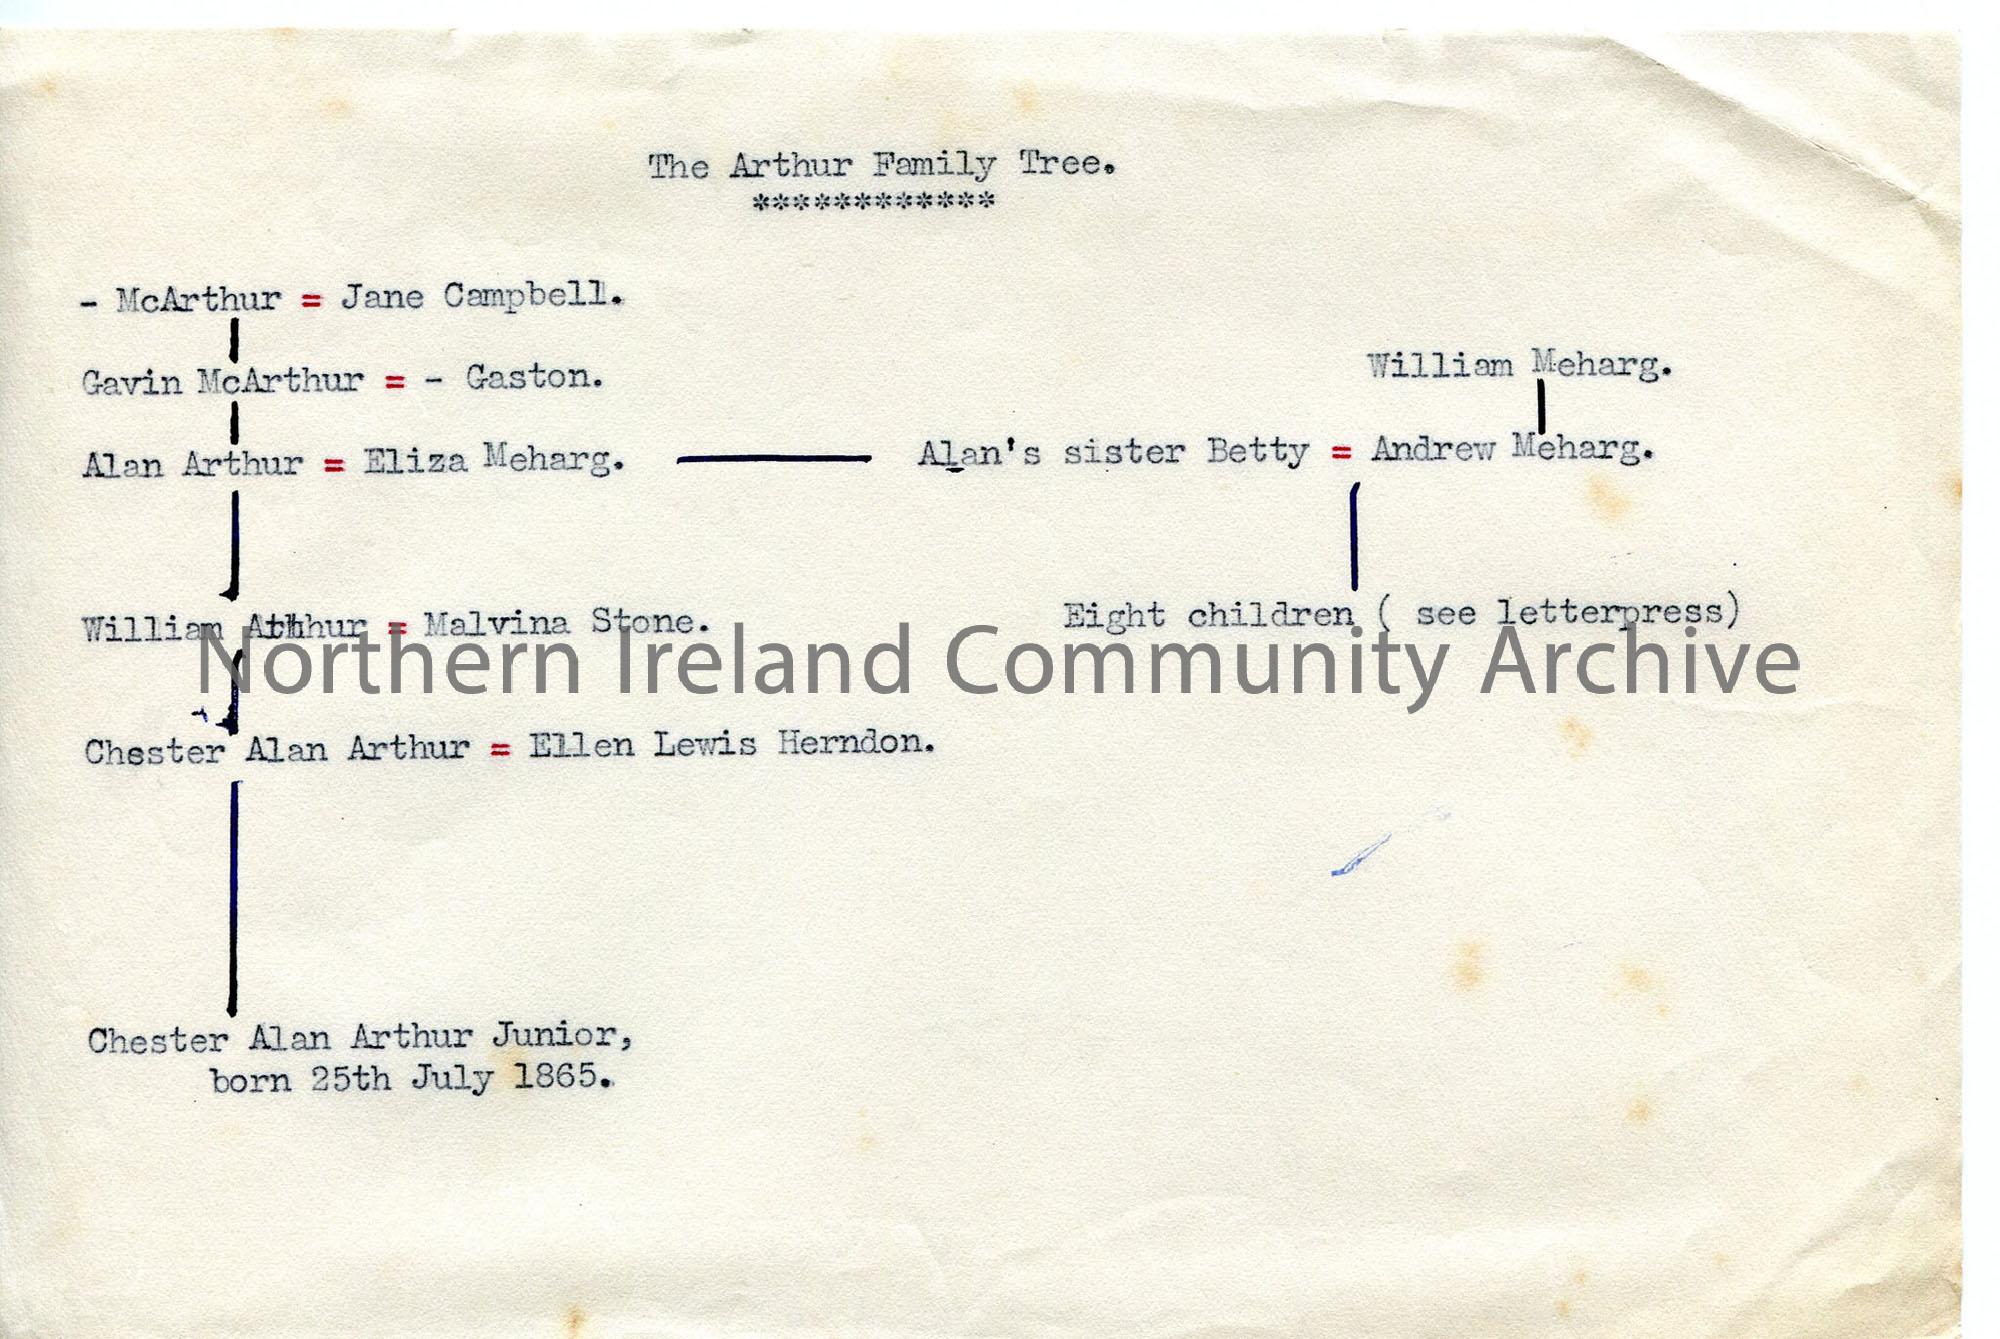 The Arthur Family Tree.
************
- McArthur = Jane Campbell.
Gavin McArthur = - Gaston.
William Meharg.
Alan Arthur = Eliza Meharg. Alan's sister Betty = Andrew Meharg.
William Arthur = Malvina Stone. Eight children ( see letterpress)
Northern Ireland Community Archive
Chester Alan Arthur = Ellen Lewis Herndon.
Chester Alan Arthur Junior,
born 25th July 1865.